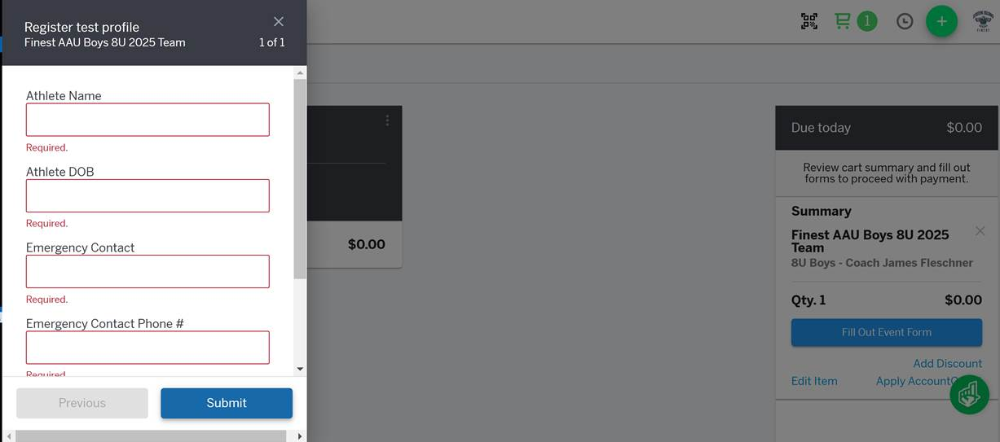 Register test profile
Finest AAU Boys 8U 2025 Team
1 of 1
Athlete Name
Required.
Athlete DOB
Required.
Emergency Contact
Required.
Emergency Contact Phone #
Required.
Previous
Submit
$0.00
1
+
FINEST
Due today
$0.00
Review cart summary and fill out
forms to proceed with payment.
Summary
Finest AAU Boys 8U 2025
Team
8U Boys - Coach James Fleschner
Qty. 1
$0.00
Fill Out Event Form
Add Discount
Edit Item
Apply Account